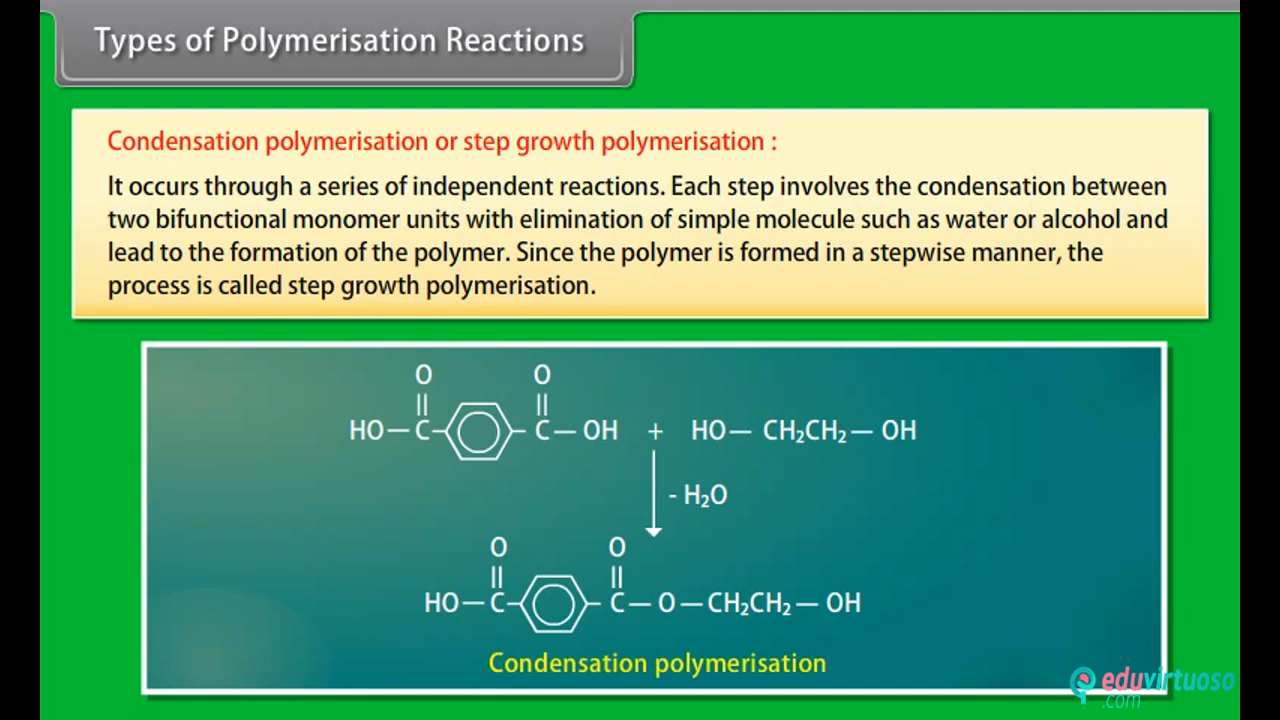 Types of Polymerisation Reactions
Condensation polymerisation or step growth polymerisation :
It occurs through a series of independent reactions. Each step involves the condensation between
two bifunctional monomer units with elimination of simple molecule such as water or alcohol and
lead to the formation of the polymer. Since the polymer is formed in a stepwise manner, the
process is called step growth polymerisation.
O O
HO — C — C — OH + HO — CH₂CH₂ — OH
- H₂O
O O
HO — C — C — O — CH₂CH₂ — OH
Condensation polymerisation
eduvirtuoso
.com